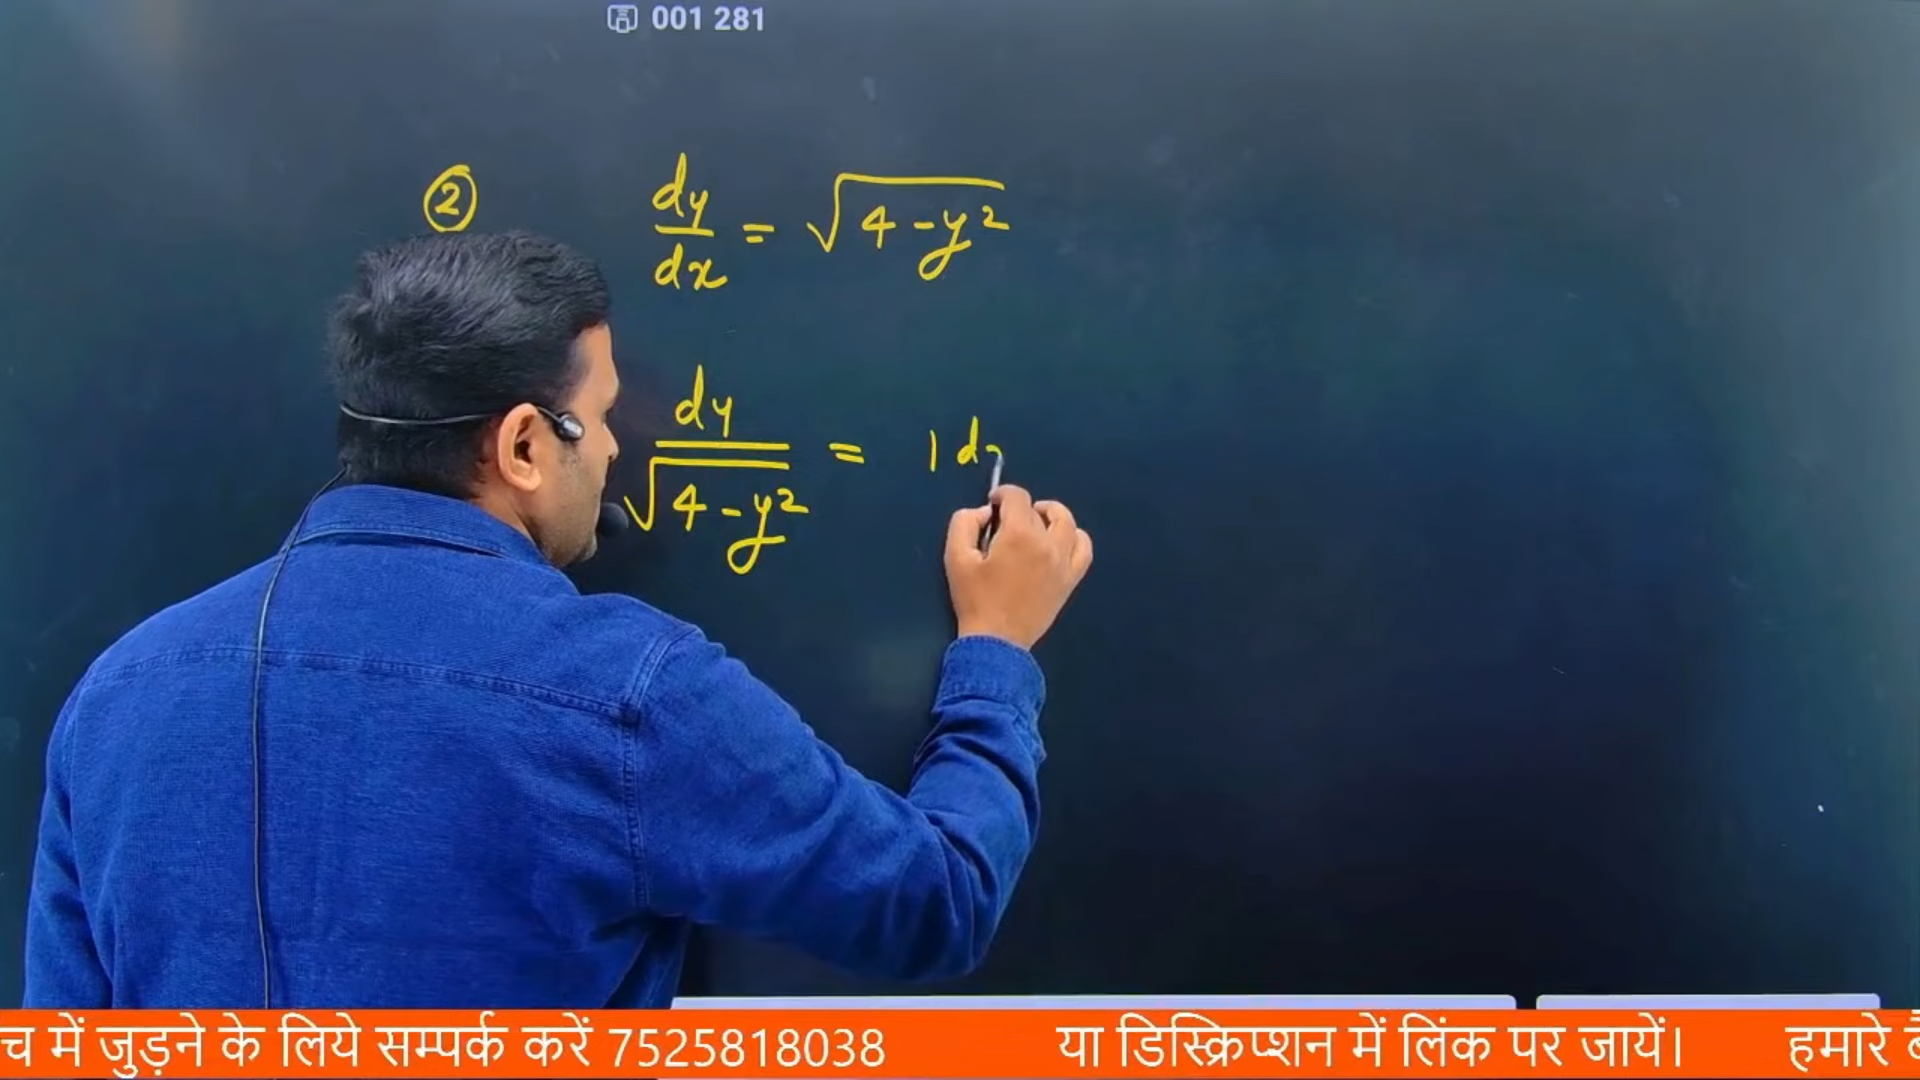 001 281
② dy/dx = √(4-y²)
dy/√(4-y²) = 1 d
में जुड़ने के लिये सम्पर्क करें 7525818038 या डिस्क्रिप्शन में लिंक पर जायें। हमारे